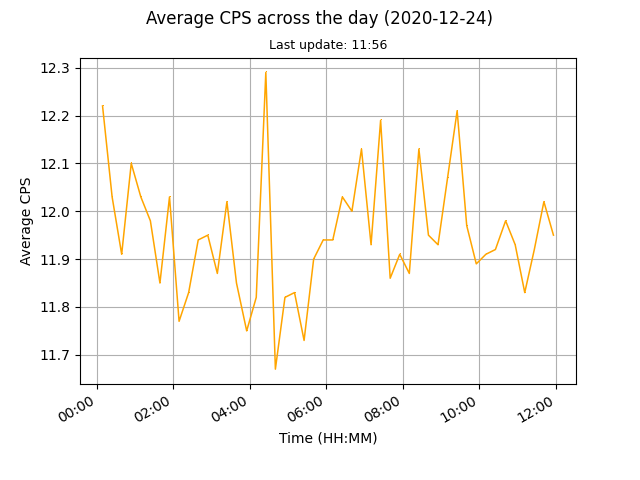 Average CPS across the day (2020-12-24)
Last update: 11:56
12.3
12.2
12.1
12.0
11.9
11.8
11.7
Average CPS
00:00 02:00 04:00 06:00 08:00 10:00 12:00
Time (HH:MM)